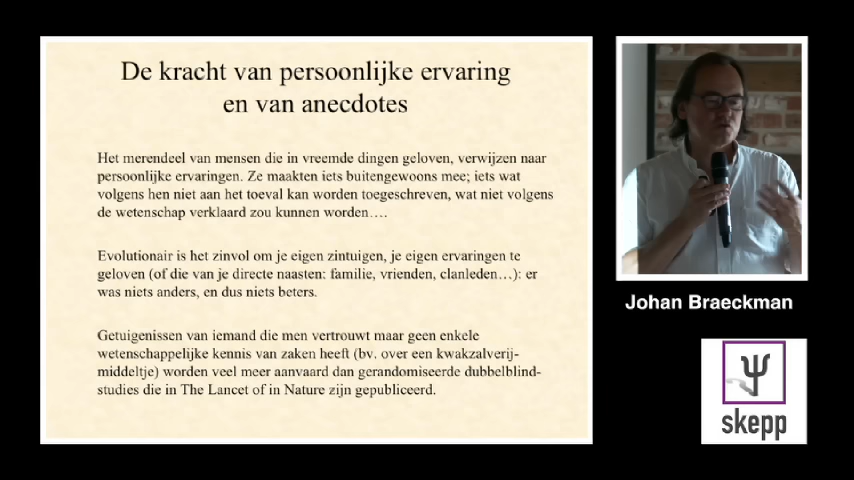 De kracht van persoonlijke ervaring
en van anecdotes
Het merendeel van mensen die in vreemde dingen geloven, verwijzen naar
persoonlijke ervaringen. Ze maakten iets buitengewoons mee; iets wat
volgens hen niet aan het toeval kan worden toegeschreven, wat niet volgens
de wetenschap verklaard zou kunnen worden….
Evolutionair is het zinvol om je eigen zintuigen, je eigen ervaringen te
geloven (of die van je directe naasten: familie, vrienden, clanleden…): er
was niets anders, en dus niets beters.
Getuigenissen van iemand die men vertrouwt maar geen enkele
wetenschappelijke kennis van zaken heeft (bv. over een kwakzalverij-
middeltje) worden veel meer aanvaard dan gerandomiseerde dubbelblind-
studies die in The Lancet of in Nature zijn gepubliceerd.
Johan Braeckman
skepp